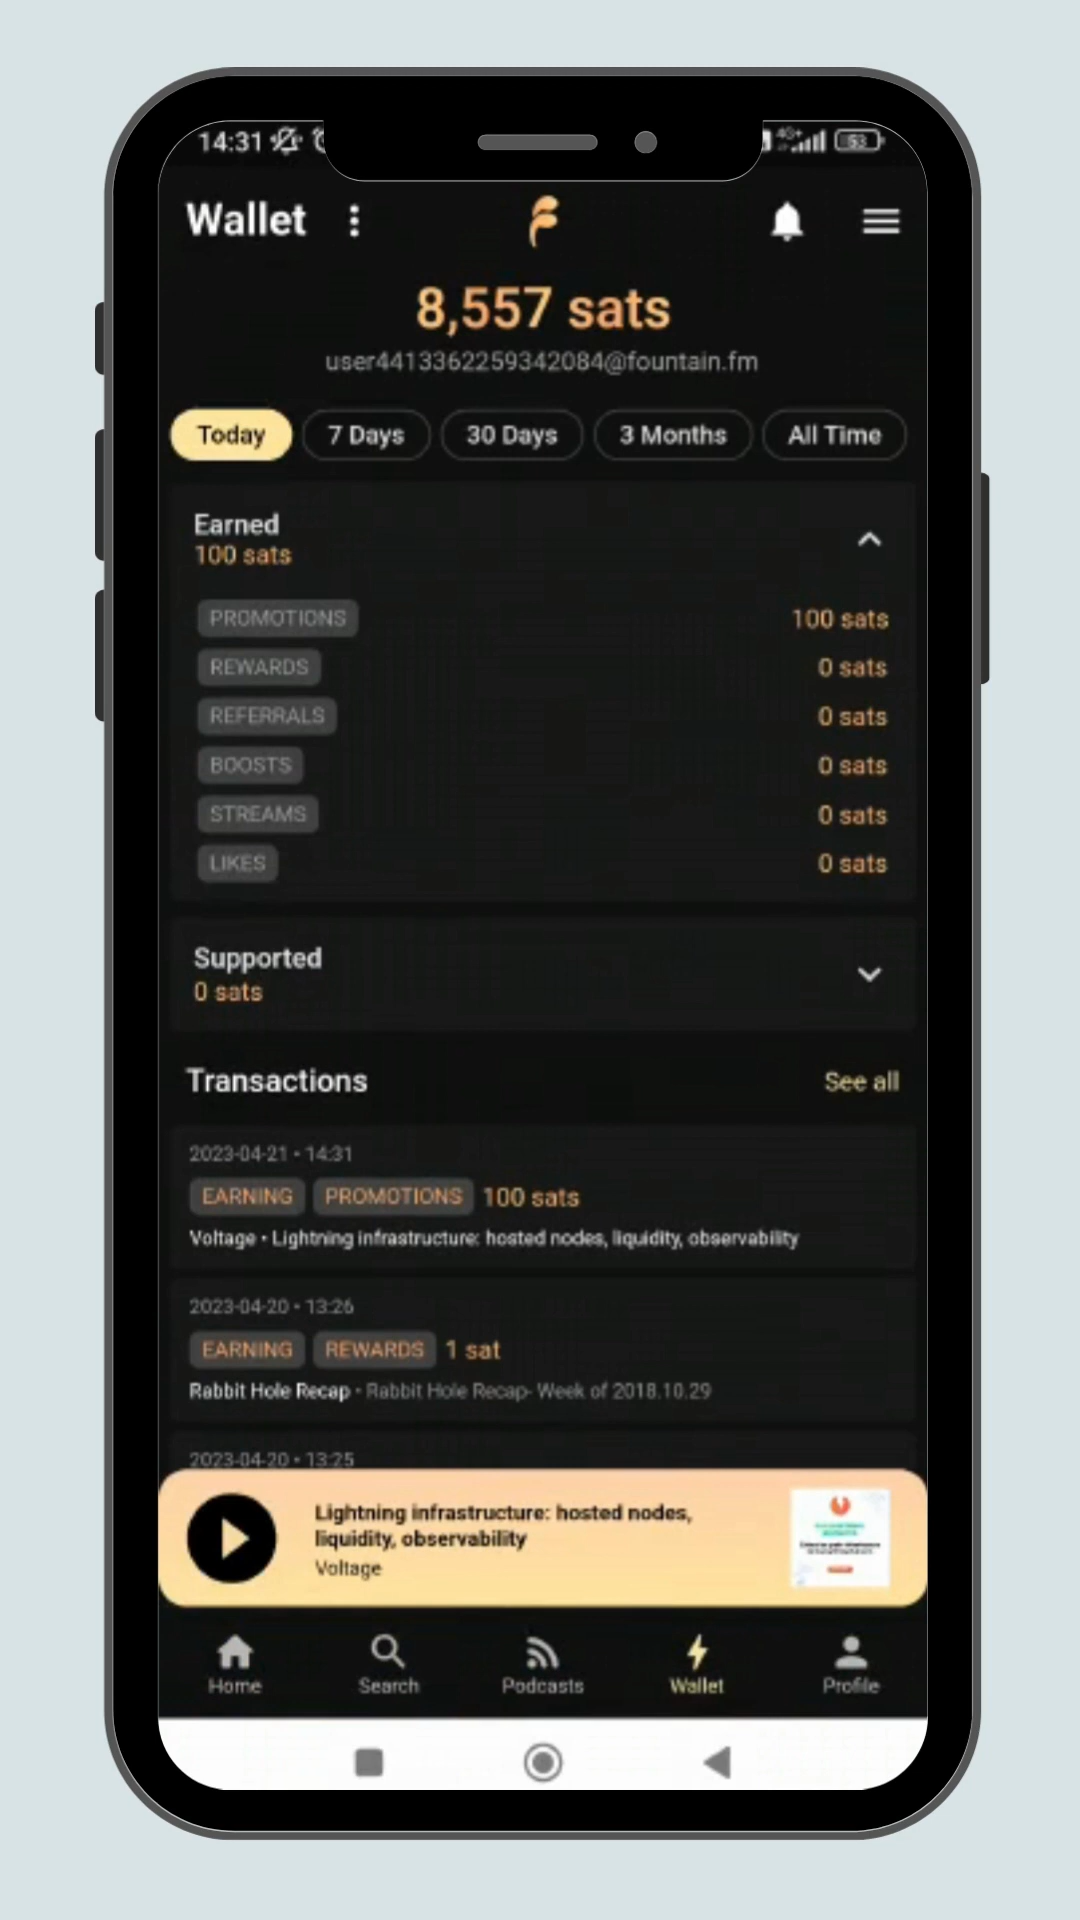 14:31
4G+
53
Wallet
8,557 sats
user4413362259342084@fountain.fm
Today
7 Days
30 Days
3 Months
All Time
Earned
100 sats
PROMOTIONS 100 sats
REWARDS 0 sats
REFERRALS 0 sats
BOOSTS 0 sats
STREAMS 0 sats
LIKES 0 sats
Supported
0 sats
Transactions
See all
2023-04-21 • 14:31
EARNING PROMOTIONS 100 sats
Voltage • Lightning infrastructure: hosted nodes, liquidity, observability
2023-04-20 • 13:26
EARNING REWARDS 1 sat
Rabbit Hole Recap • Rabbit Hole Recap- Week of 2018.10.29
2023-04-20 • 13:25
Lightning infrastructure: hosted nodes,
liquidity, observability
Voltage
Home
Search
Podcasts
Wallet
Profile